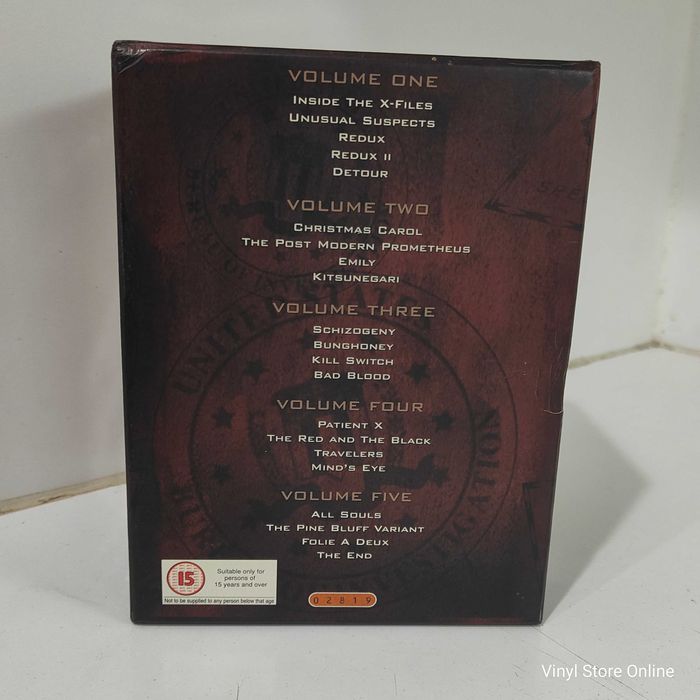 VOLUME ONE
INSIDE THE X-FILES
UNUSUAL SUSPECTS
REDUX
REDUX II
DETOUR
VOLUME TWO
CHRISTMAS CAROL
THE POST MODERN PROMETHEUS
EMILY
KITSUNEGARI
VOLUME THREE
SCHIZOGENY
BUNGHONEY
KILL SWITCH
BAD BLOOD
VOLUME FOUR
PATIENT X
THE RED AND THE BLACK
TRAVELERS
MIND'S EYE
VOLUME FIVE
ALL SOULS
THE PINE BLUFF VARIANT
FOLIE A DEUX
THE END
15
Suitable only for
persons of
15 years and over
Not to be supplied to any person below that age
02819
UNITED STATES
Vinyl Store Online